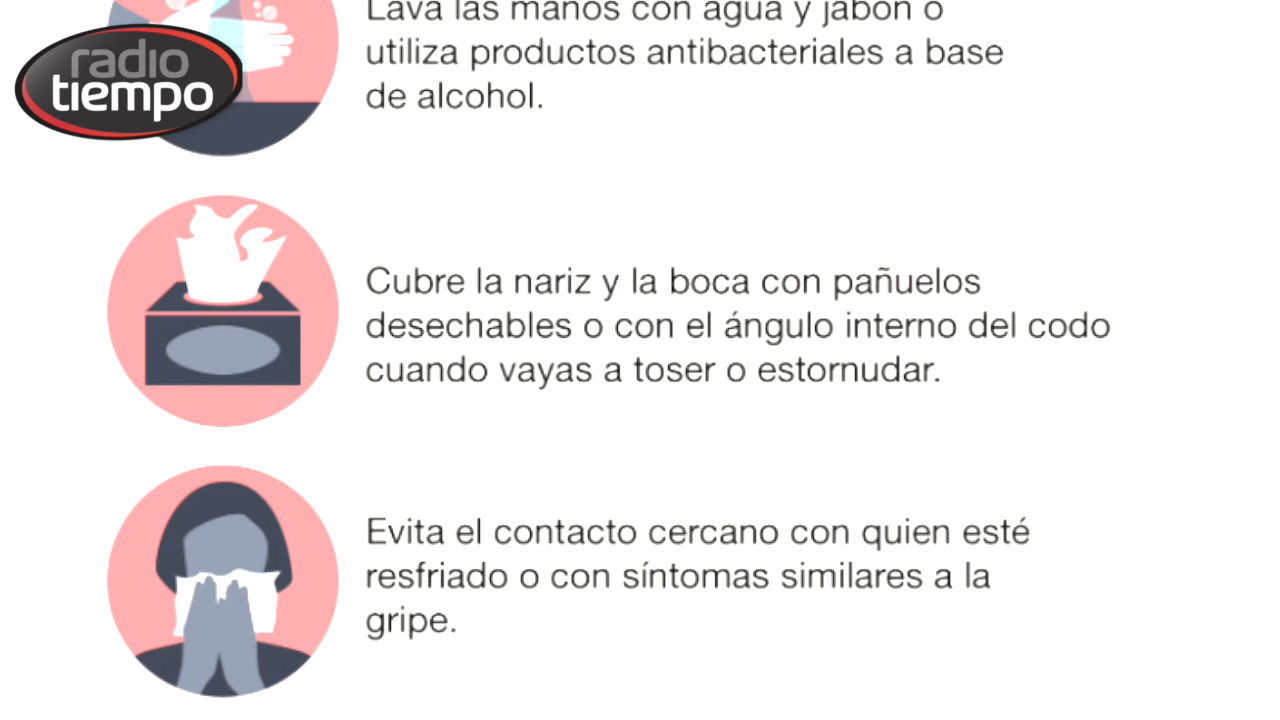 radio
tiempo
Lava las manos con agua y jabón o
utiliza productos antibacteriales a base
de alcohol.
Cubre la nariz y la boca con pañuelos
desechables o con el ángulo interno del codo
cuando vayas a toser o estornudar.
Evita el contacto cercano con quien esté
resfriado o con síntomas similares a la
gripe.